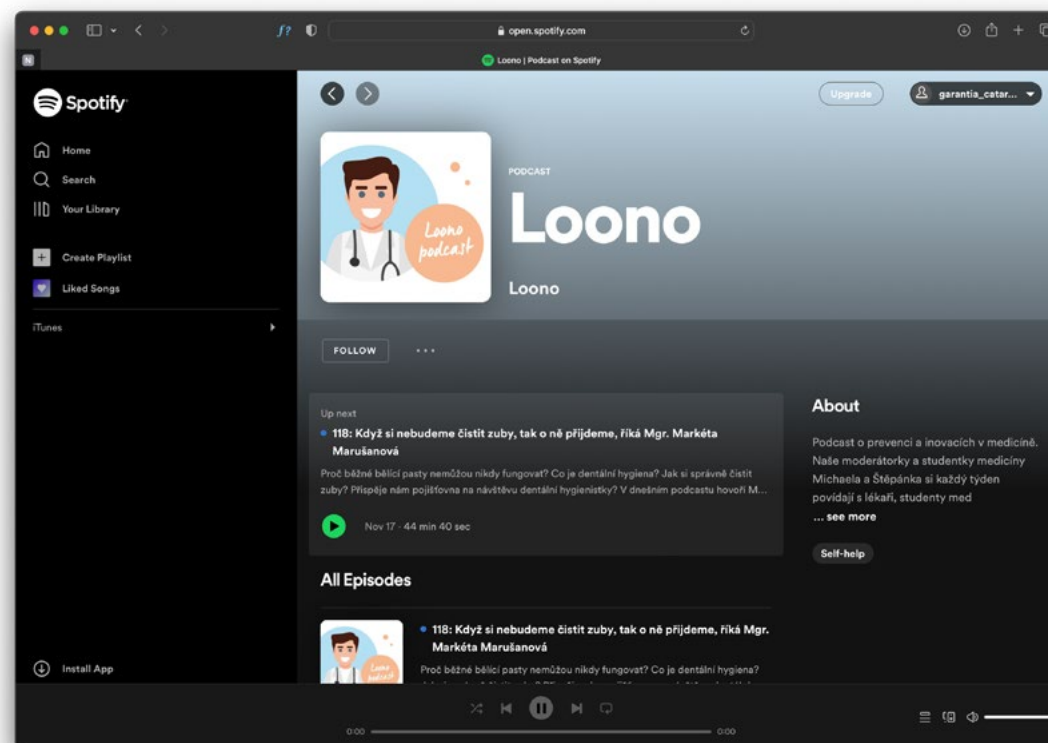 f?
open.spotify.com
N
Loono | Podcast on Spotify
Spotify
Home
Search
Your Library
Create Playlist
Liked Songs
iTunes
Install App
Upgrade
garantia_catar...
Loono
podcast
PODCAST
Loono
Loono
FOLLOW
Up next
118: Když si nebudeme čistit zuby, tak o ně přijdeme, říká Mgr. Markéta
Marušanová
Proč běžné bělící pasty nemůžou nikdy fungovat? Co je dentální hygiena? Jak si správně čistit
zuby? Přispěje nám pojišťovna na návštěvu dentální hygienistky? V dnešním podcastu hovoří M...
Nov 17 · 44 min 40 sec
About
Podcast o prevenci a inovacích v medicíně.
Naše moderátorky a studentky medicíny
Michaela a Štěpánka si každý týden
povídají s lékaři, studenty med
... see more
Self-help
All Episodes
Loono
podcast
118: Když si nebudeme čistit zuby, tak o ně přijdeme, říká Mgr.
Markéta Marušanová
Proč běžné bělící pasty nemůžou nikdy fungovat? Co je dentální hygiena?
0:00
0:00